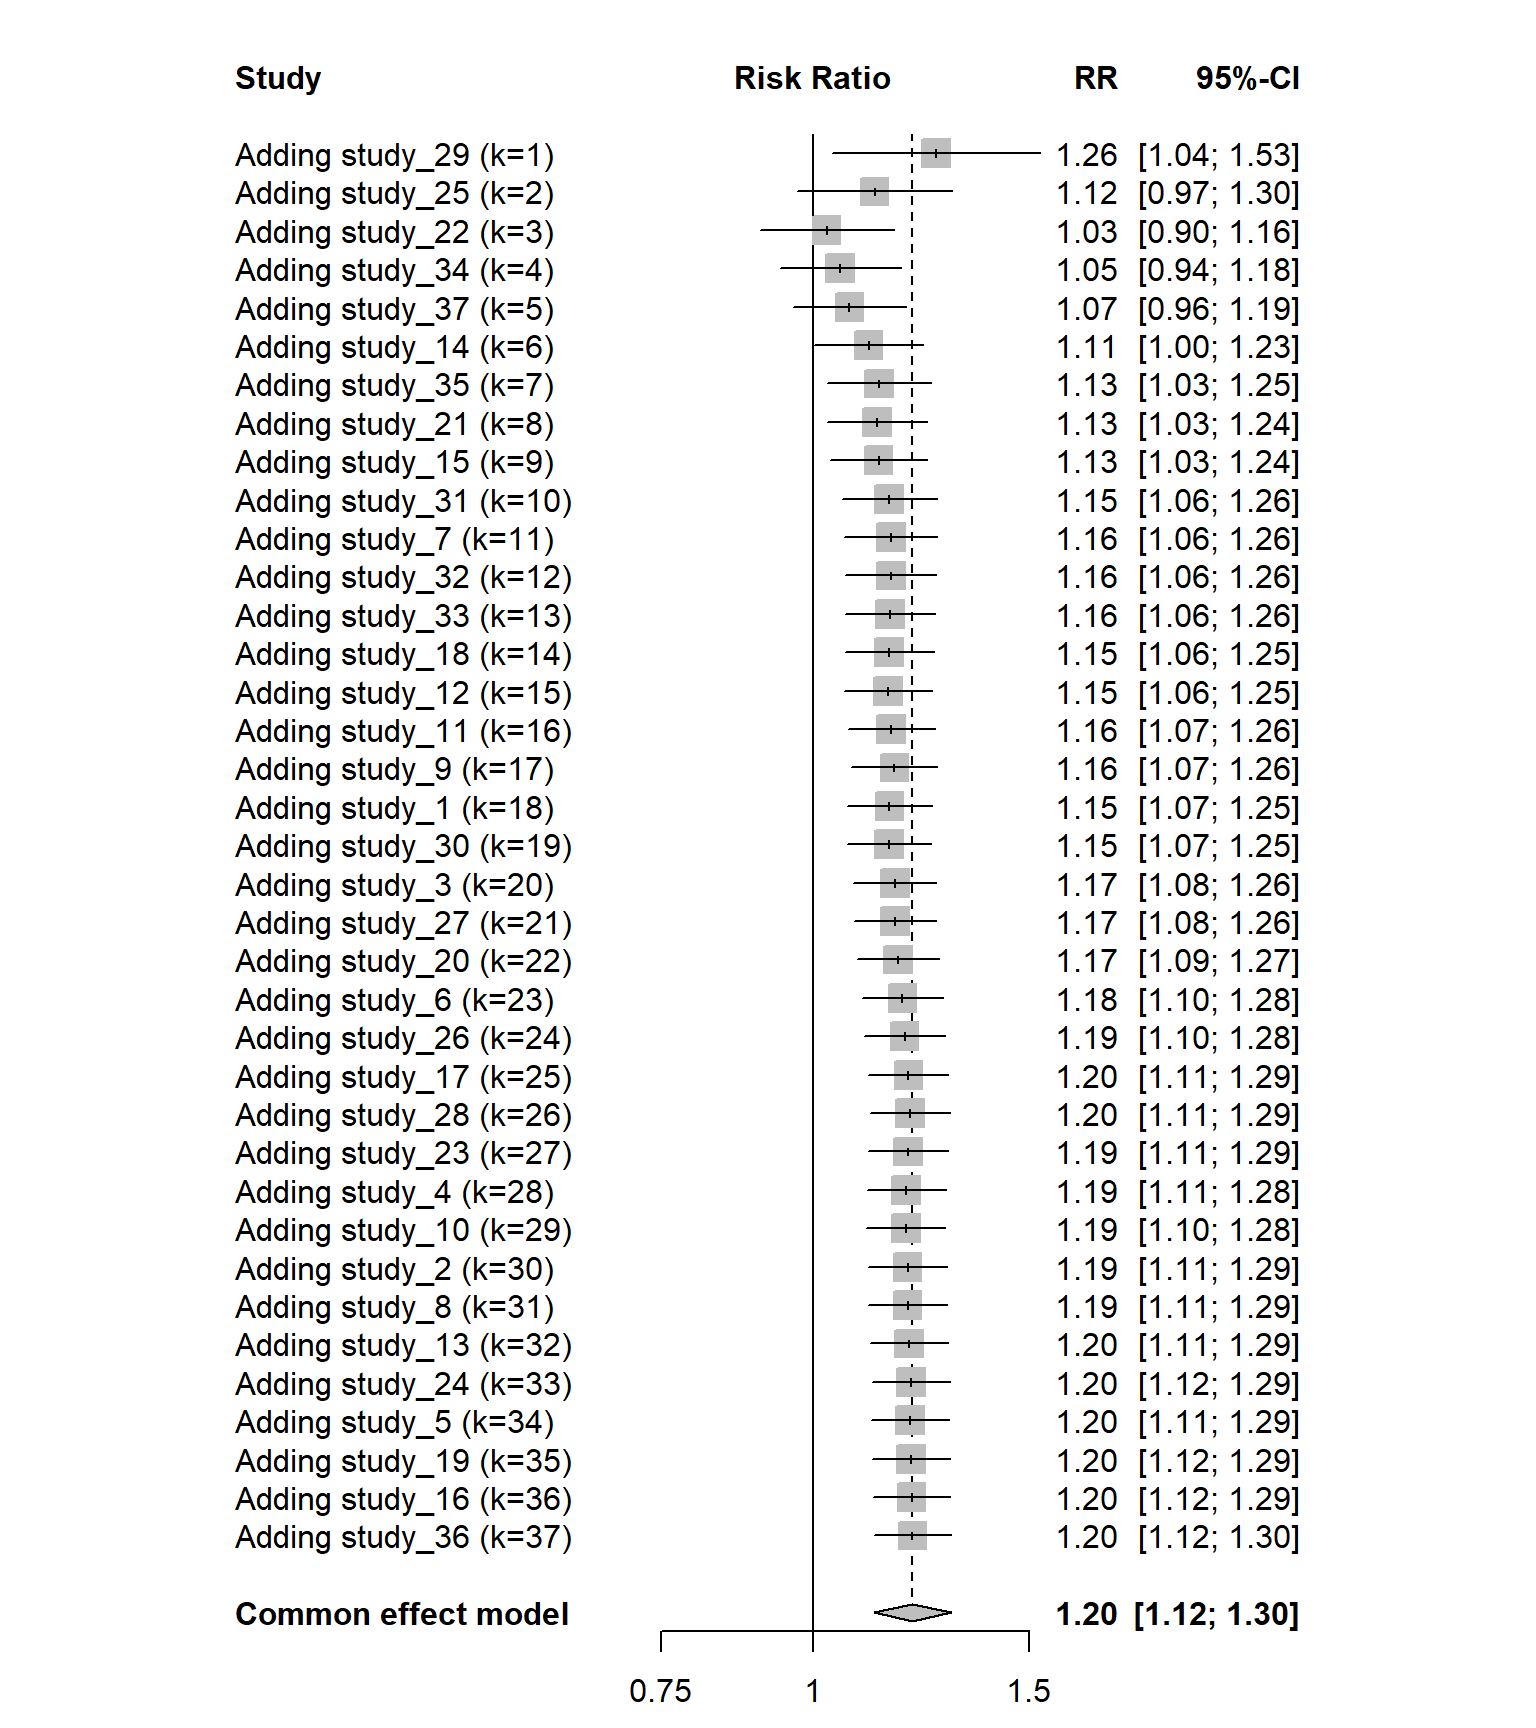 Study Risk Ratio RR 95%-CI
Adding study_29 (k=1) 1.26 [1.04; 1.53]
Adding study_25 (k=2) 1.12 [0.97; 1.30]
Adding study_22 (k=3) 1.03 [0.90; 1.16]
Adding study_34 (k=4) 1.05 [0.94; 1.18]
Adding study_37 (k=5) 1.07 [0.96; 1.19]
Adding study_14 (k=6) 1.11 [1.00; 1.23]
Adding study_35 (k=7) 1.13 [1.03; 1.25]
Adding study_21 (k=8) 1.13 [1.03; 1.24]
Adding study_15 (k=9) 1.13 [1.03; 1.24]
Adding study_31 (k=10) 1.15 [1.06; 1.26]
Adding study_7 (k=11) 1.16 [1.06; 1.26]
Adding study_32 (k=12) 1.16 [1.06; 1.26]
Adding study_33 (k=13) 1.16 [1.06; 1.26]
Adding study_18 (k=14) 1.15 [1.06; 1.25]
Adding study_12 (k=15) 1.15 [1.06; 1.25]
Adding study_11 (k=16) 1.16 [1.07; 1.26]
Adding study_9 (k=17) 1.16 [1.07; 1.26]
Adding study_1 (k=18) 1.15 [1.07; 1.25]
Adding study_30 (k=19) 1.15 [1.07; 1.25]
Adding study_3 (k=20) 1.17 [1.08; 1.26]
Adding study_27 (k=21) 1.17 [1.08; 1.26]
Adding study_20 (k=22) 1.17 [1.09; 1.27]
Adding study_6 (k=23) 1.18 [1.10; 1.28]
Adding study_26 (k=24) 1.19 [1.10; 1.28]
Adding study_17 (k=25) 1.20 [1.11; 1.29]
Adding study_28 (k=26) 1.20 [1.11; 1.29]
Adding study_23 (k=27) 1.19 [1.11; 1.29]
Adding study_4 (k=28) 1.19 [1.11; 1.28]
Adding study_10 (k=29) 1.19 [1.10; 1.28]
Adding study_2 (k=30) 1.19 [1.11; 1.29]
Adding study_8 (k=31) 1.19 [1.11; 1.29]
Adding study_13 (k=32) 1.20 [1.11; 1.29]
Adding study_24 (k=33) 1.20 [1.12; 1.29]
Adding study_5 (k=34) 1.20 [1.11; 1.29]
Adding study_19 (k=35) 1.20 [1.12; 1.29]
Adding study_16 (k=36) 1.20 [1.12; 1.29]
Adding study_36 (k=37) 1.20 [1.12; 1.30]
Common effect model 1.20 [1.12; 1.30]
0.75 1 1.5